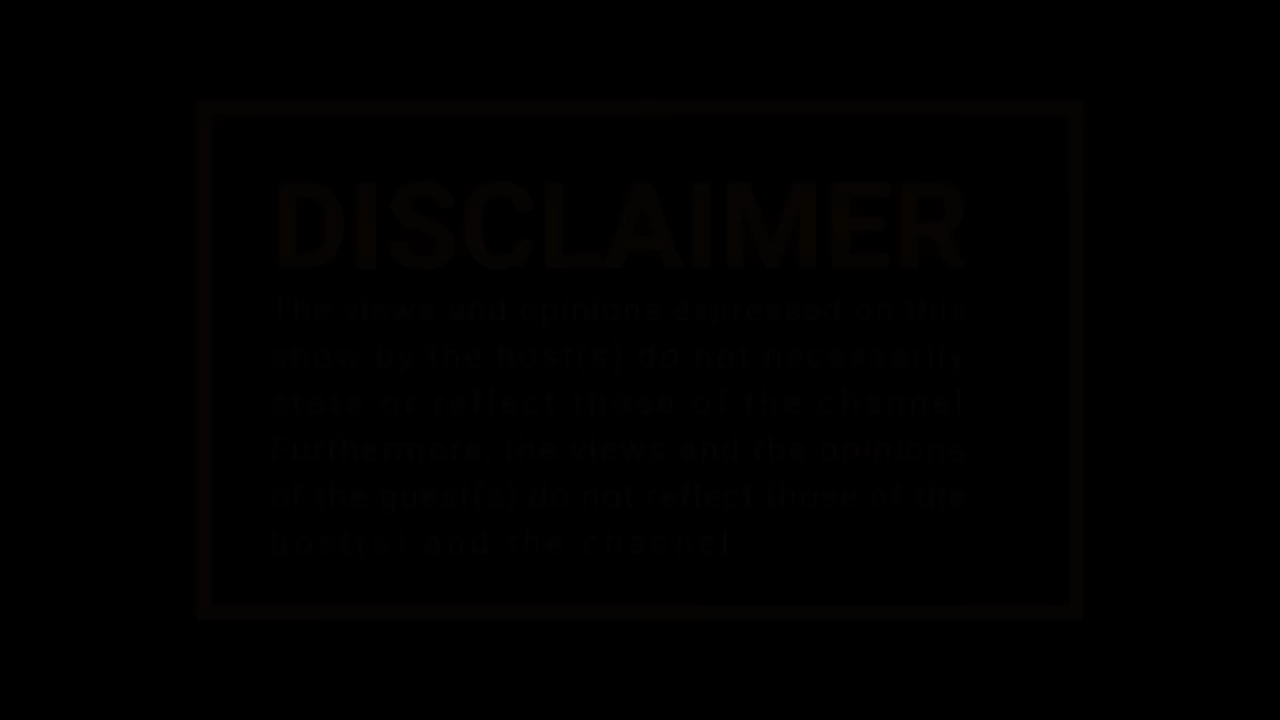 DISCLAIMER
The views and opinions expressed on this
show by the host(s) do not necessarily
state or reflect those of the channel
Furthermore, the views and the opinions
of the guest(s) do not reflect those of the
host(s) and the channel